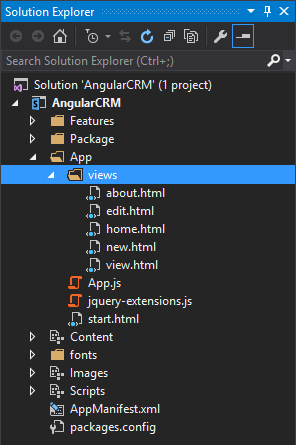 Solution Explorer
Search Solution Explorer (Ctrl+;)
Solution 'AngularCRM' (1 project)
AngularCRM
Features
Package
App
views
about.html
edit.html
home.html
new.html
view.html
App.js
jquery-extensions.js
start.html
Content
fonts
Images
Scripts
AppManifest.xml
packages.config